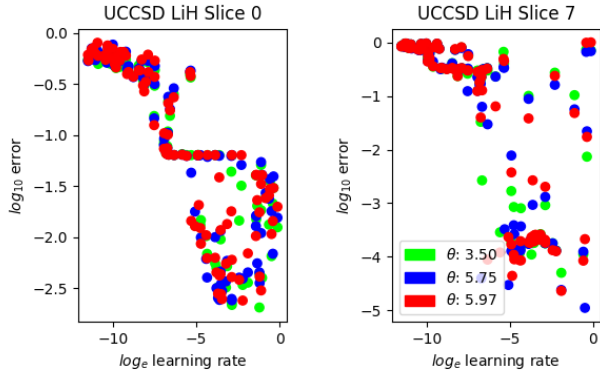 UCCSD LiH Slice 0
UCCSD LiH Slice 7
0.0
−0.5
−1.0
−1.5
−2.0
−2.5
log₁₀ error
−10
−5
0
logₑ learning rate
0
−1
−2
−3
−4
−5
log₁₀ error
θ: 3.50
θ: 5.75
θ: 5.97
−10
−5
0
logₑ learning rate